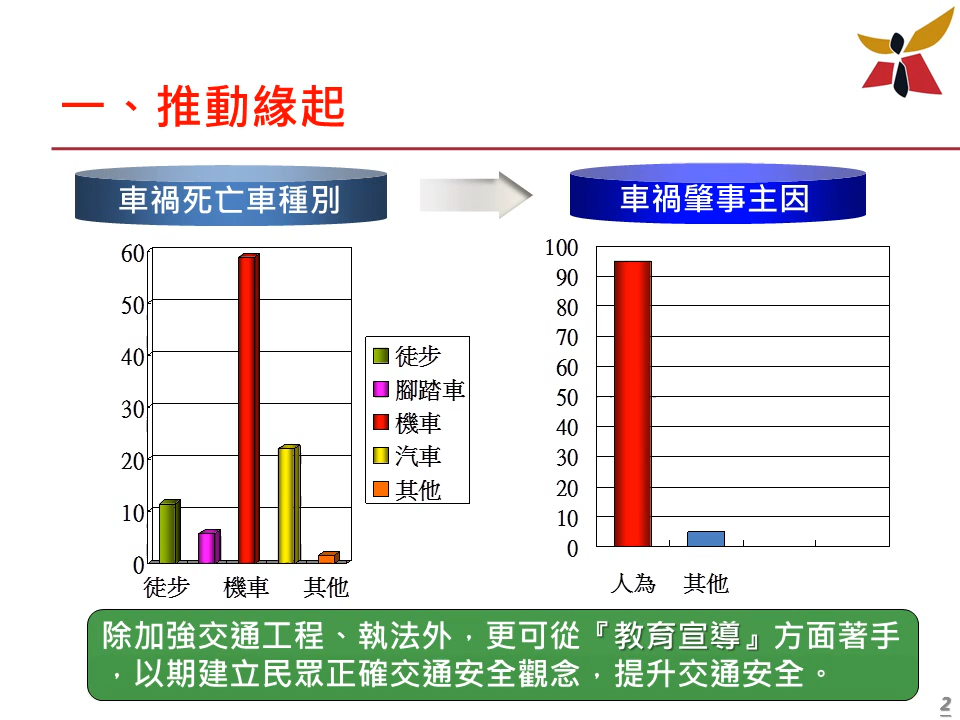 一、推動緣起
車禍死亡車種別
車禍肇事主因
60
50
40
30
20
10
0
徒步
機車
其他
徒步
腳踏車
機車
汽車
其他
100
90
80
70
60
50
40
30
20
10
0
人為
其他
除加強交通工程、執法外，更可從『教育宣導』方面著手
，以期建立民眾正確交通安全觀念，提升交通安全。
2